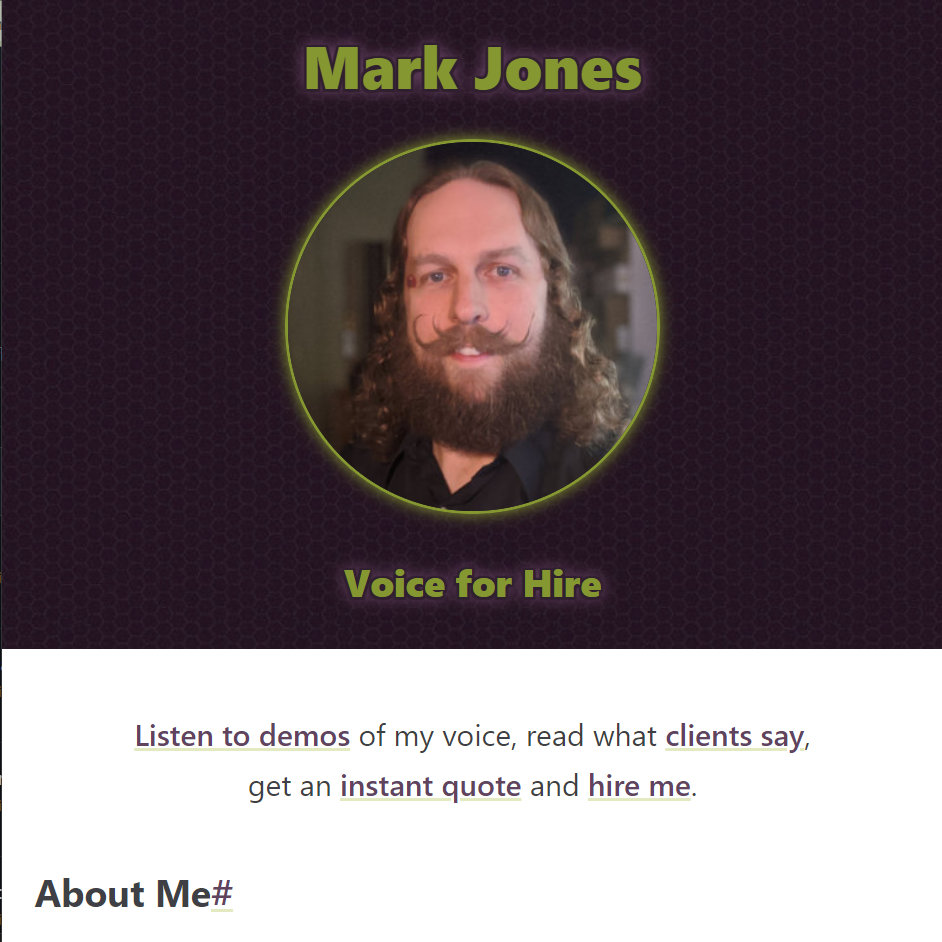 Mark Jones
Voice for Hire
Listen to demos of my voice, read what clients say,
get an instant quote and hire me.
About Me#